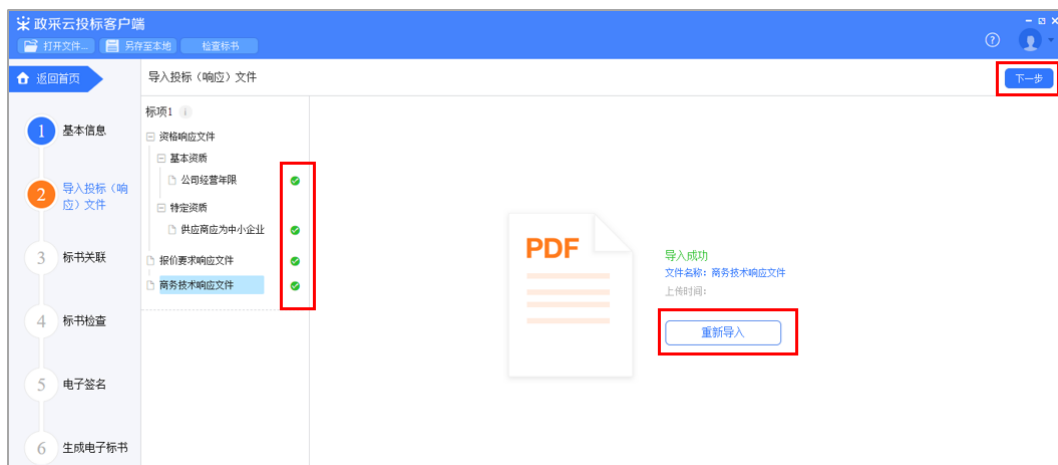 政采云投标客户端
打开文件... 另存至本地 检查标书
返回首页
导入投标（响应）文件
下一步
1 基本信息
2 导入投标（响
应）文件
3 标书关联
4 标书检查
5 电子签名
6 生成电子标书
标项1
资格响应文件
基本资质
公司经营年限
特定资质
供应商应为中小企业
报价要求响应文件
商务技术响应文件
PDF
导入成功
文件名称：商务技术响应文件
上传时间：
重新导入